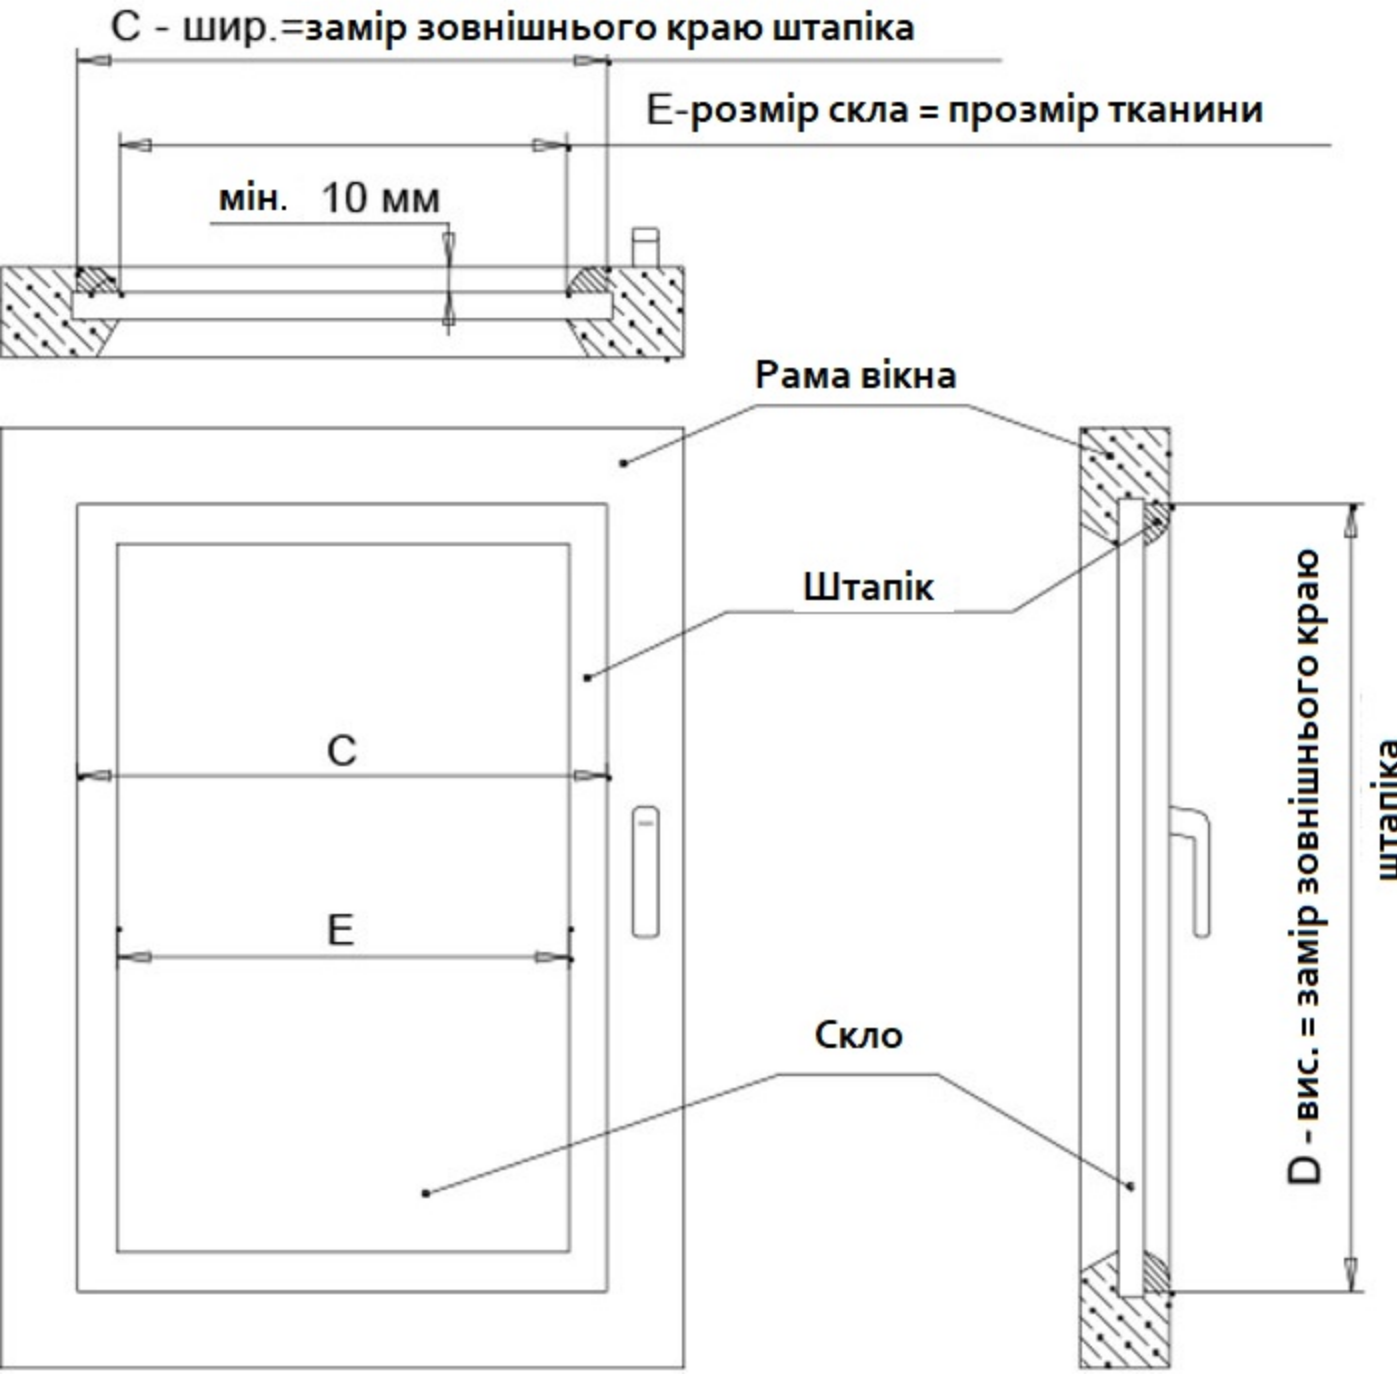 C - шир.=замір зовнішнього краю штапіка
E-розмір скла = прозмір тканини
мін. 10 мм
Рама вікна
Штапік
C
E
Скло
D - вис. = замір зовнішнього краю
штапіка